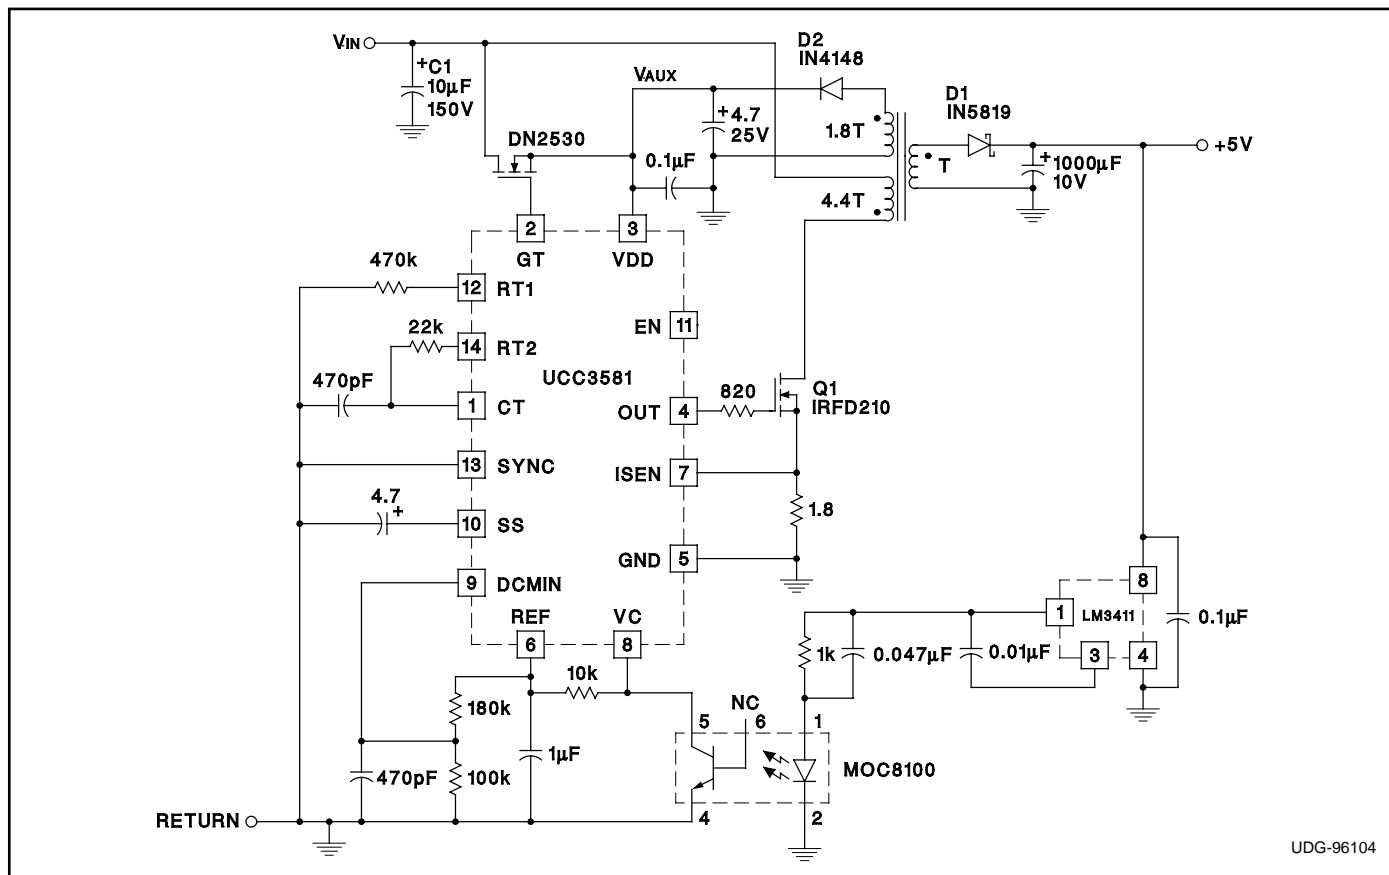 VIN
+C1
10µF
150V
DN2530
VAUX
0.1µF
+4.7
25V
D2
IN4148
1.8T
4.4T
T
D1
IN5819
+1000µF
10V
+5V
2
GT
3
VDD
470k
12 RT1
22k
14 RT2
470pF
1 CT
13 SYNC
4.7
+
10 SS
9 DCMIN
UCC3581
EN 11
OUT 4
ISEN 7
GND 5
REF
6
VC
8
820
Q1
IRFD210
1.8
10k
180k
1µF
470pF
100k
NC
5
6
4
1
2
MOC8100
1k
0.047µF
0.01µF
1
LM3411
8
3
4
0.1µF
RETURN
UDG-96104